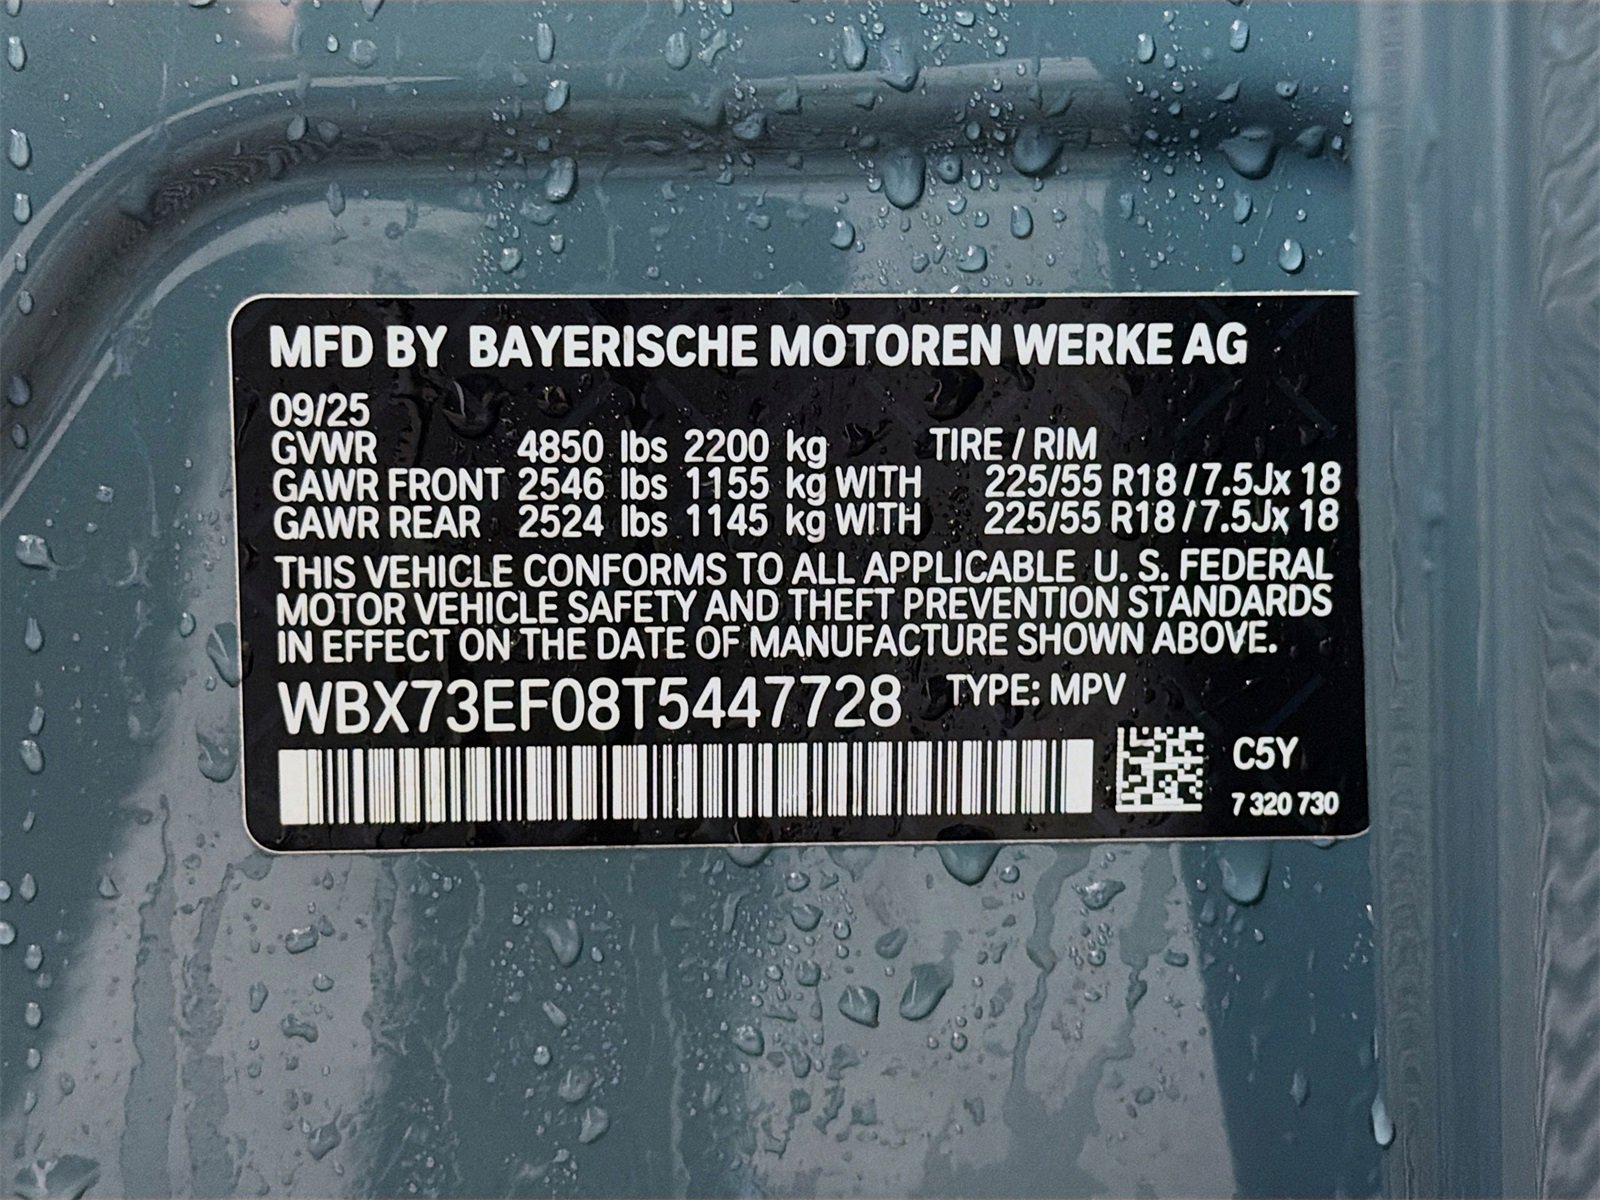 MFD BY BAYERISCHE MOTOREN WERKE AG
09/25
GVWR 4850 lbs 2200 kg TIRE / RIM
GAWR FRONT 2546 lbs 1155 kg WITH 225/55 R18 / 7.5Jx 18
GAWR REAR 2524 lbs 1145 kg WITH 225/55 R18 / 7.5Jx 18
THIS VEHICLE CONFORMS TO ALL APPLICABLE U. S. FEDERAL
MOTOR VEHICLE SAFETY AND THEFT PREVENTION STANDARDS
IN EFFECT ON THE DATE OF MANUFACTURE SHOWN ABOVE.
WBX73EF08T5447728 TYPE: MPV
C5Y
7 320 730